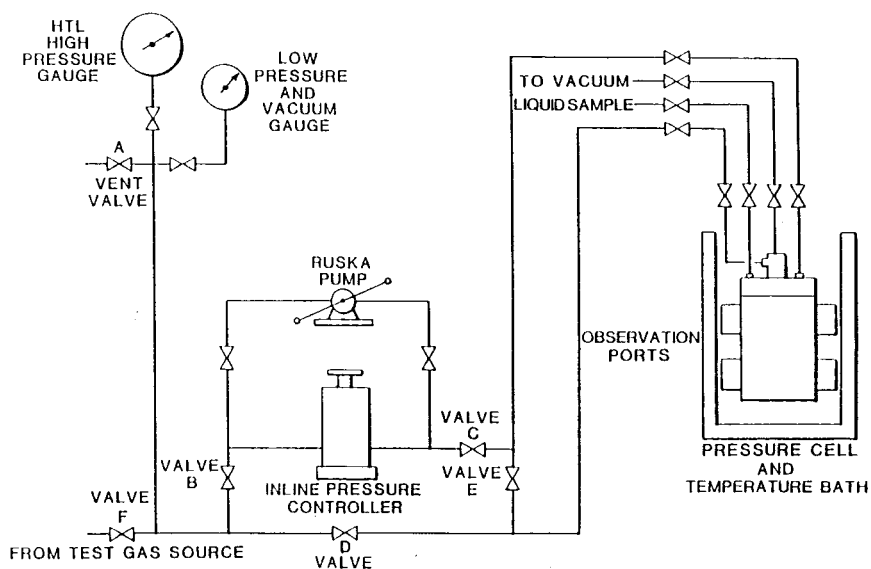 HTL
HIGH
PRESSURE
GAUGE
LOW
PRESSURE
AND
VACUUM
GAUGE
TO VACUUM
LIQUID SAMPLE
A
VENT
VALVE
RUSKA
PUMP
OBSERVATION
PORTS
VALVE
C
VALVE
E
VALVE
B
INLINE PRESSURE
CONTROLLER
PRESSURE CELL
AND
TEMPERATURE BATH
VALVE
F
FROM TEST GAS SOURCE
D
VALVE